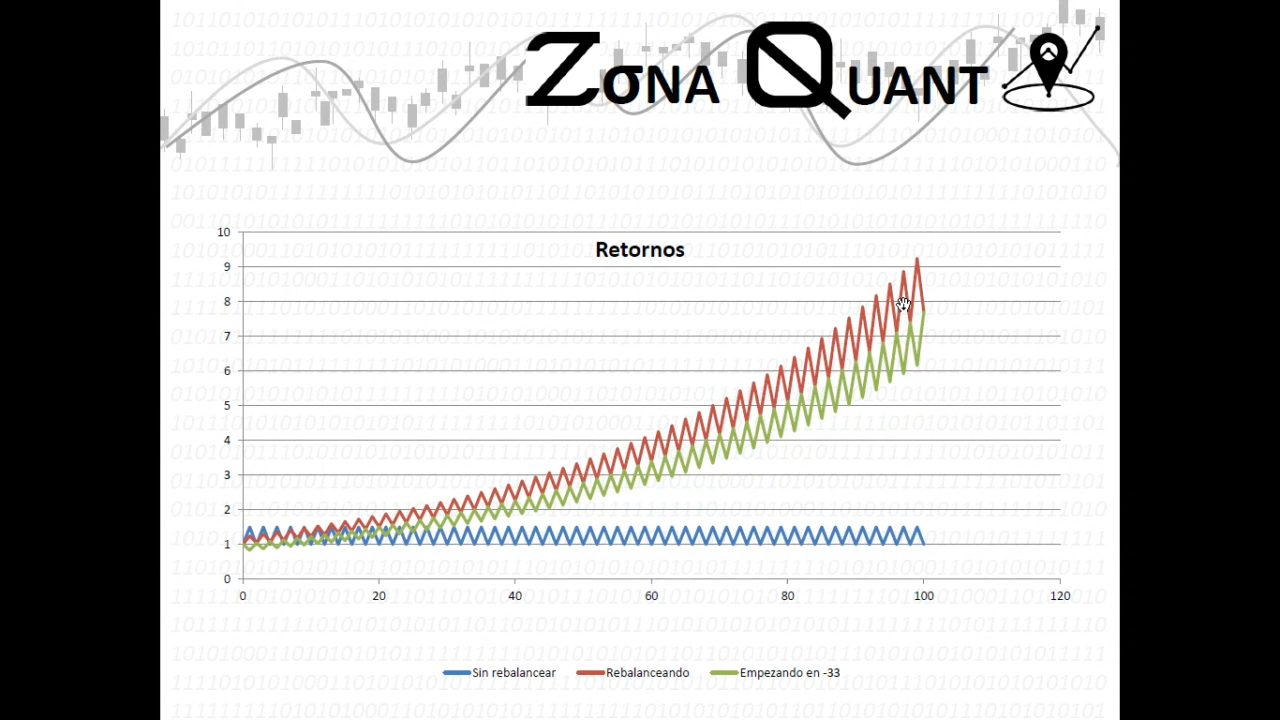 ZσNA QUANT
Retornos
10
9
8
7
6
5
4
3
2
1
0
0 20 40 60 80 100 120
Sin rebalancear Rebalanceando Empezando en -33